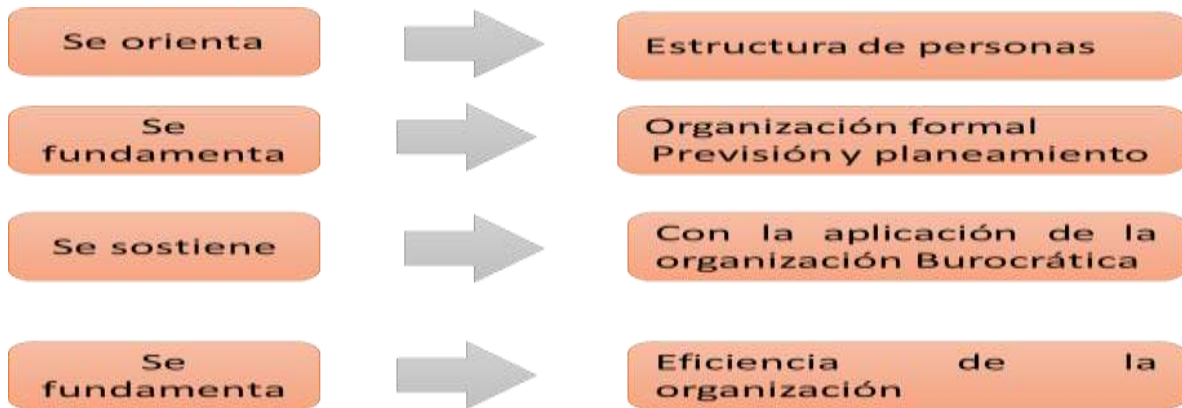 Se orienta
Estructura de personas
Se
fundamenta
Organización formal
Previsión y planeamiento
Se sostiene
Con la aplicación de la
organización Burocrática
Se
fundamenta
Eficiencia de la
organización